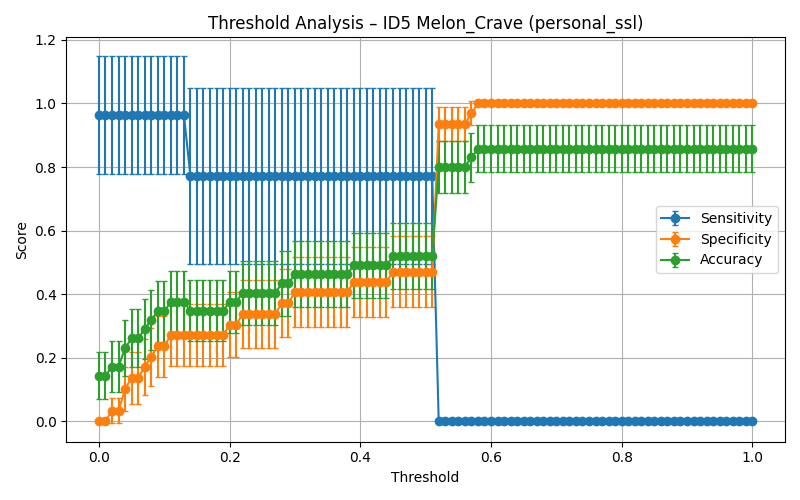 Threshold Analysis – ID5 Melon_Crave (personal_ssl)
1.2
1.0
0.8
0.6
0.4
0.2
0.0
Score
Sensitivity
Specificity
Accuracy
0.0 0.2 0.4 0.6 0.8 1.0
Threshold